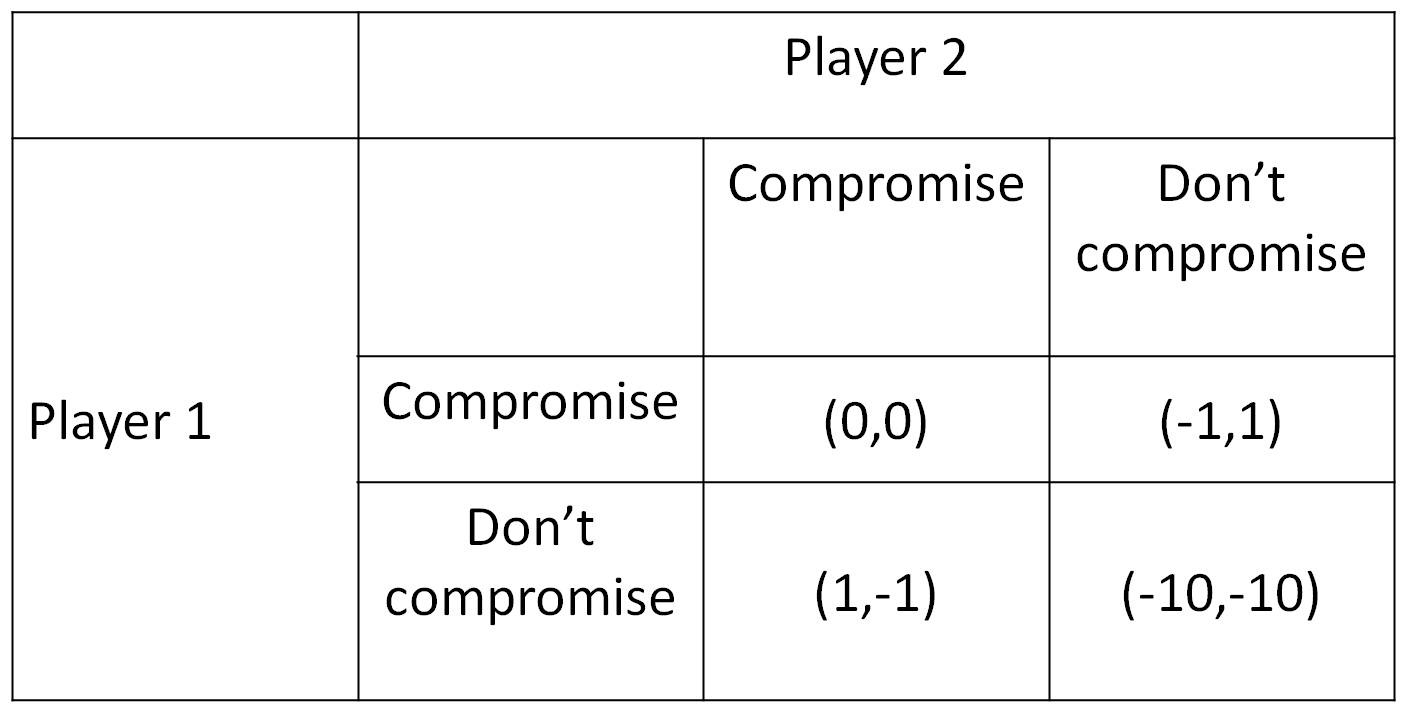 Player 2
Compromise
Don’t
compromise
Player 1
Compromise
(0,0)
(-1,1)
Don’t
compromise
(1,-1)
(-10,-10)